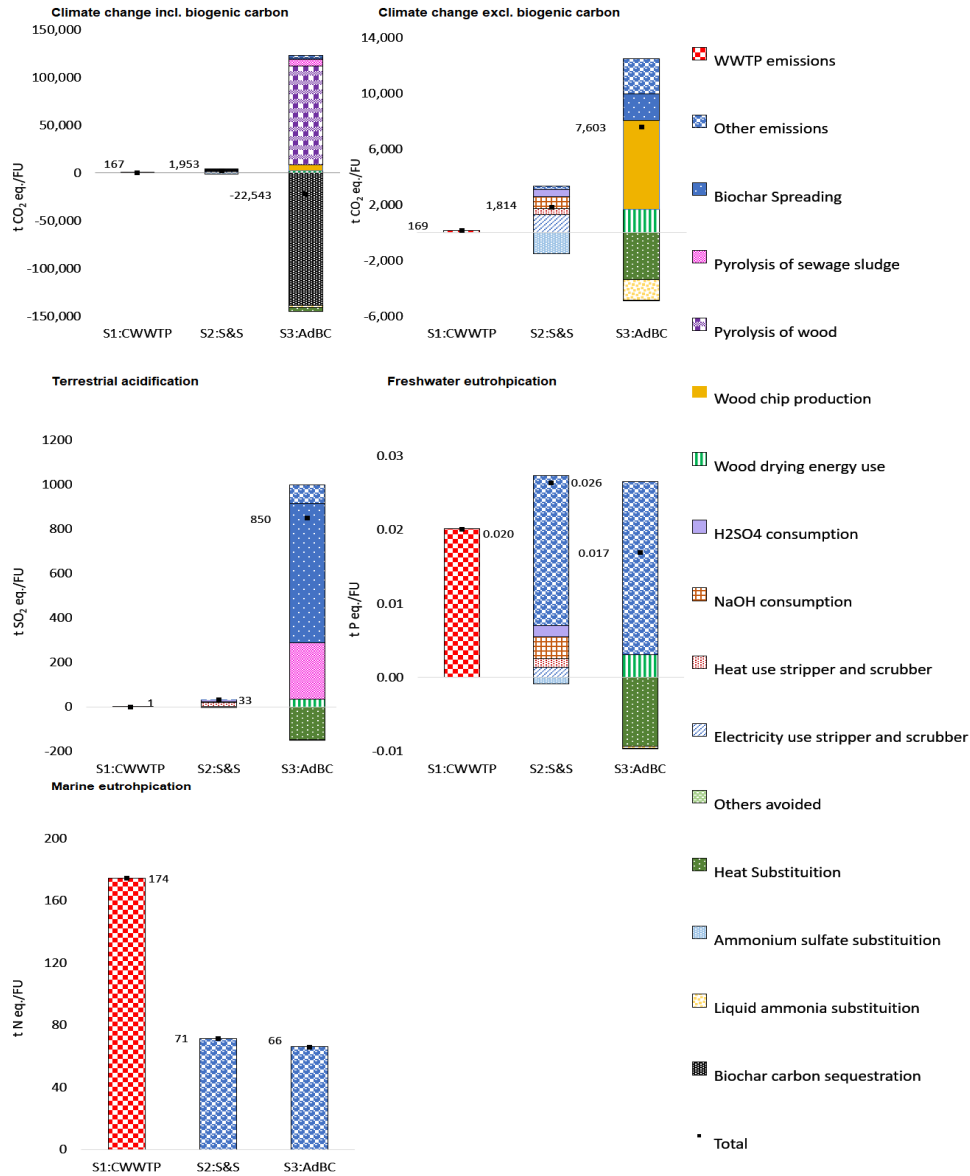 Climate change incl. biogenic carbon
150,000
100,000
50,000
0
-50,000
-100,000
-150,000
t CO2 eq./FU
167
1,953
-22,543
S1:CWWTP
S2:S&S
S3:AdBC
Climate change excl. biogenic carbon
14,000
10,000
6,000
2,000
-2,000
-6,000
t CO2 eq./FU
169
1,814
7,603
S1:CWWTP
S2:S&S
S3:AdBC
Terrestrial acidification
1200
1000
800
600
400
200
0
-200
t SO2 eq./FU
1
33
850
S1:CWWTP
S2:S&S
S3:AdBC
Freshwater eutrohpication
0.03
0.02
0.01
0.00
-0.01
t P eq./FU
0.020
0.026
0.017
S1:CWWTP
S2:S&S
S3:AdBC
Marine eutrohpication
200
160
120
80
40
0
t N eq./FU
174
71
66
S1:CWWTP
S2:S&S
S3:AdBC
WWTP emissions
Other emissions
Biochar Spreading
Pyrolysis of sewage sludge
Pyrolysis of wood
Wood chip production
Wood drying energy use
H2SO4 consumption
NaOH consumption
Heat use stripper and scrubber
Electricity use stripper and scrubber
Others avoided
Heat Substituition
Ammonium sulfate substituition
Liquid ammonia substituition
Biochar carbon sequestration
Total